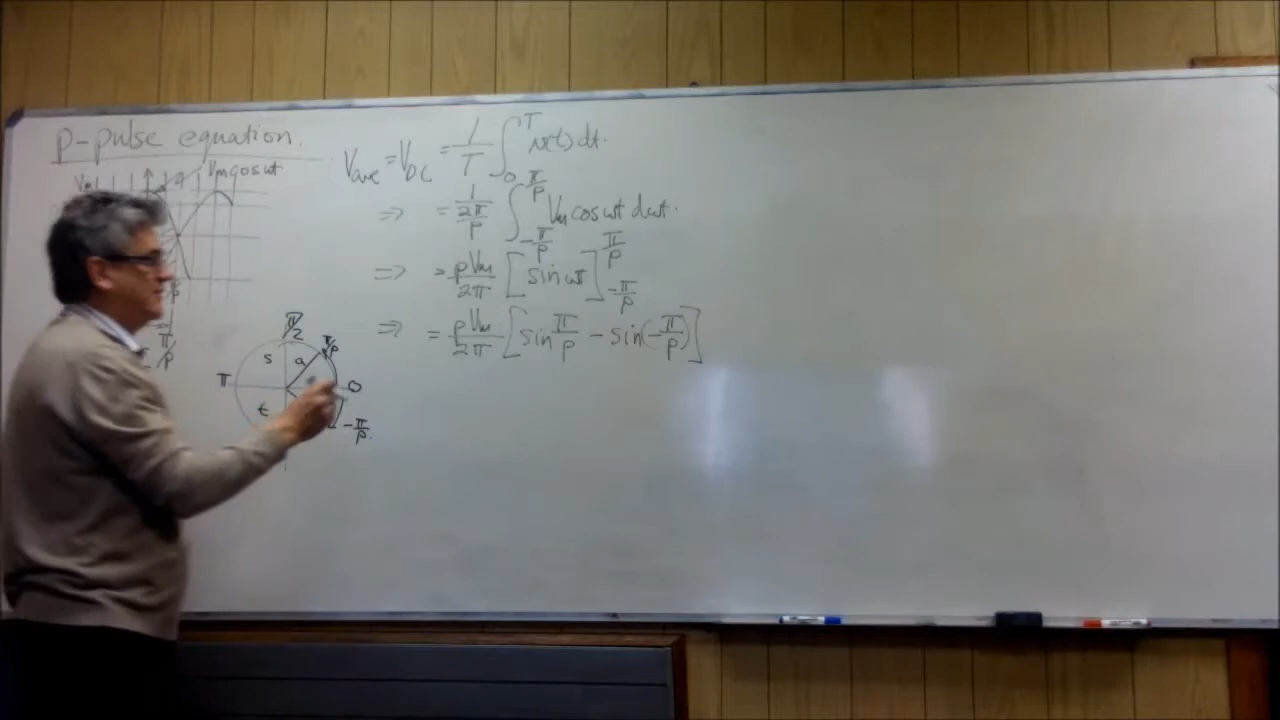 p-pulse equation.
Vm
Vm cos ωt
Vave = VDC = 1/T ∫₀ᵀ v(t) dt.
⇒ = 1/(2π/p) ∫_{-π/p}^{π/p} Vm cos ωt dωt.
⇒ = pVm/2π [sin ωt]_{-π/p}^{π/p}
⇒ = pVm/2π [sin π/p − sin(−π/p)]
π/p
π/2
π/p
s a
π 0
t
-π/p.